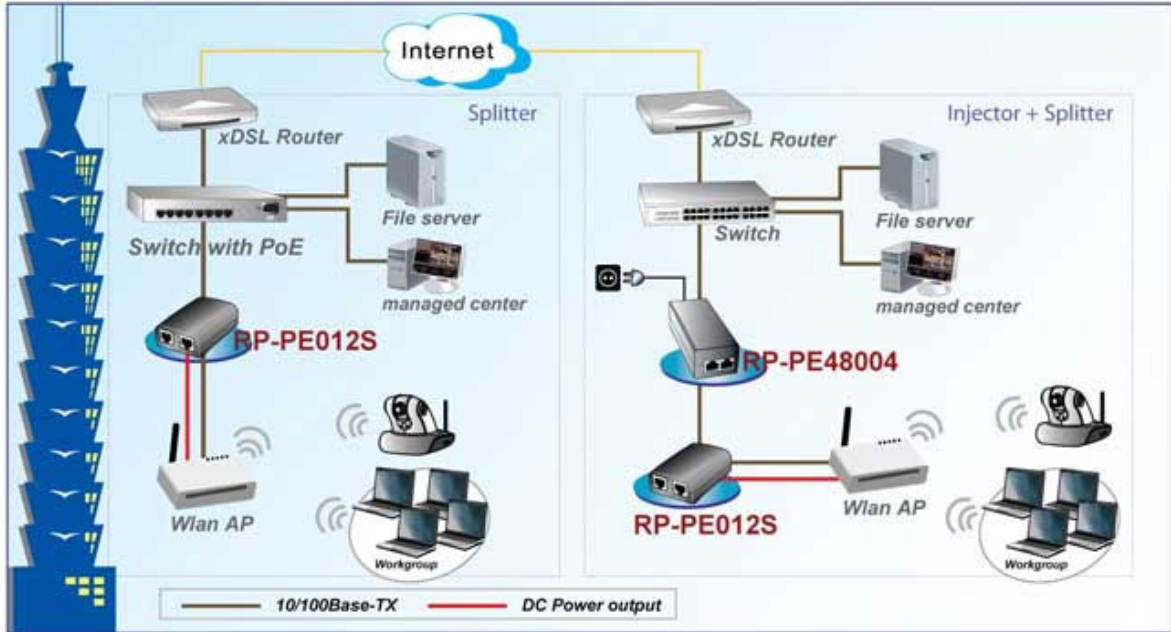 Internet
Splitter
xDSL Router
File server
Switch with PoE
managed center
RP-PE012S
Wlan AP
Workgroup
Injector + Splitter
xDSL Router
File server
Switch
managed center
RP-PE48004
RP-PE012S
Wlan AP
Workgroup
10/100Base-TX
DC Power output